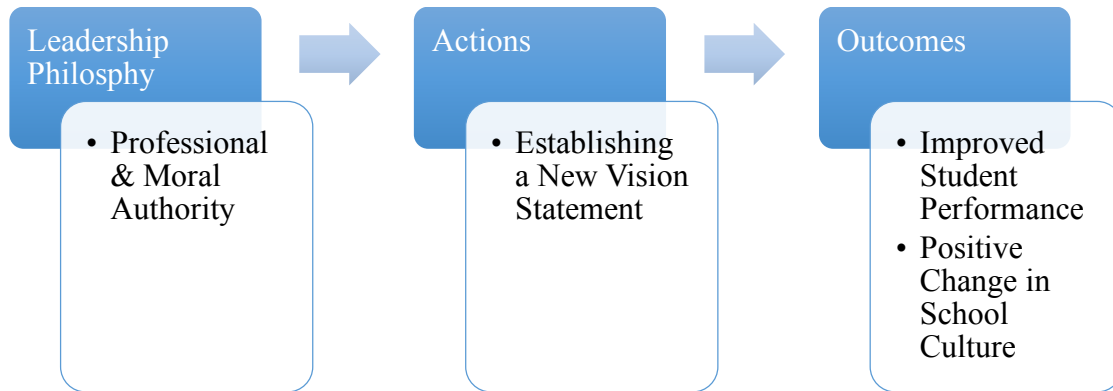 Leadership
Philosphy
• Professional
& Moral
Authority
Actions
• Establishing
a New Vision
Statement
Outcomes
• Improved
Student
Performance
• Positive
Change in
School
Culture